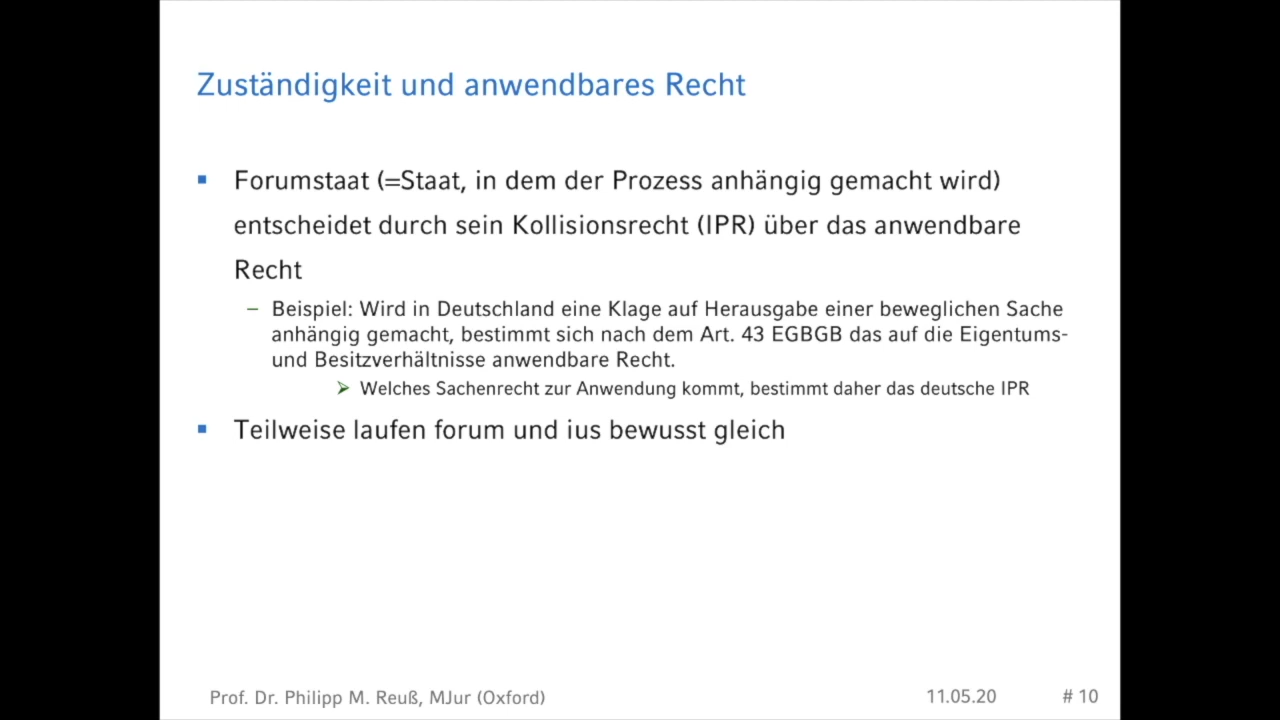 Zuständigkeit und anwendbares Recht
▪ Forumstaat (=Staat, in dem der Prozess anhängig gemacht wird)
entscheidet durch sein Kollisionsrecht (IPR) über das anwendbare
Recht
– Beispiel: Wird in Deutschland eine Klage auf Herausgabe einer beweglichen Sache
anhängig gemacht, bestimmt sich nach dem Art. 43 EGBGB das auf die Eigentums-
und Besitzverhältnisse anwendbare Recht.
➢ Welches Sachenrecht zur Anwendung kommt, bestimmt daher das deutsche IPR
▪ Teilweise laufen forum und ius bewusst gleich
Prof. Dr. Philipp M. Reuß, MJur (Oxford) 11.05.20 # 10